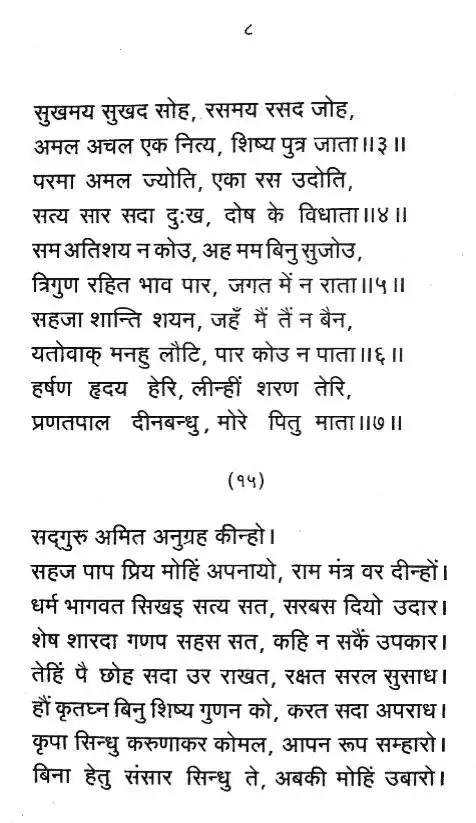 ८
सुखमय सुखद सोह, रसमय रसद जोह,
अमल अचल एक नित्य, शिष्य पुत्र जाता॥३॥
परमा अमल ज्योति, एका रस उदोति,
सत्य सार सदा दु:ख, दोष के विधाता॥४॥
सम अतिशय न कोउ, अह मम बिनु सुजोउ,
त्रिगुण रहित भाव पार, जगत में न राता॥५॥
सहजा शान्ति शयन, जहँ मैं तैं न बैन,
यतोवाक् मनहु लौटि, पार कोउ न पाता॥६॥
हर्षण हृदय हेरि, लीन्हीं शरण तेरि,
प्रणतपाल दीनबन्धु, मोरे पितु माता॥७॥
(१५)
सद्गुरु अमित अनुग्रह कीन्हो।
सहज पाप प्रिय मोहिं अपनायो, राम मंत्र वर दीन्हों।
धर्म भागवत सिखइ सत्य सत, सरबस दियो उदार।
शेष शारदा गणप सहस सत, कहि न सकैं उपकार।
तेहिं पै छोह सदा उर राखत, रक्षत सरल सुसाध।
हौं कृतघ्न बिनु शिष्य गुणन को, करत सदा अपराध।
कृपा सिन्धु करुणाकर कोमल, आपन रूप सम्हारो।
बिना हेतु संसार सिन्धु ते, अबकी मोहिं उबारो।